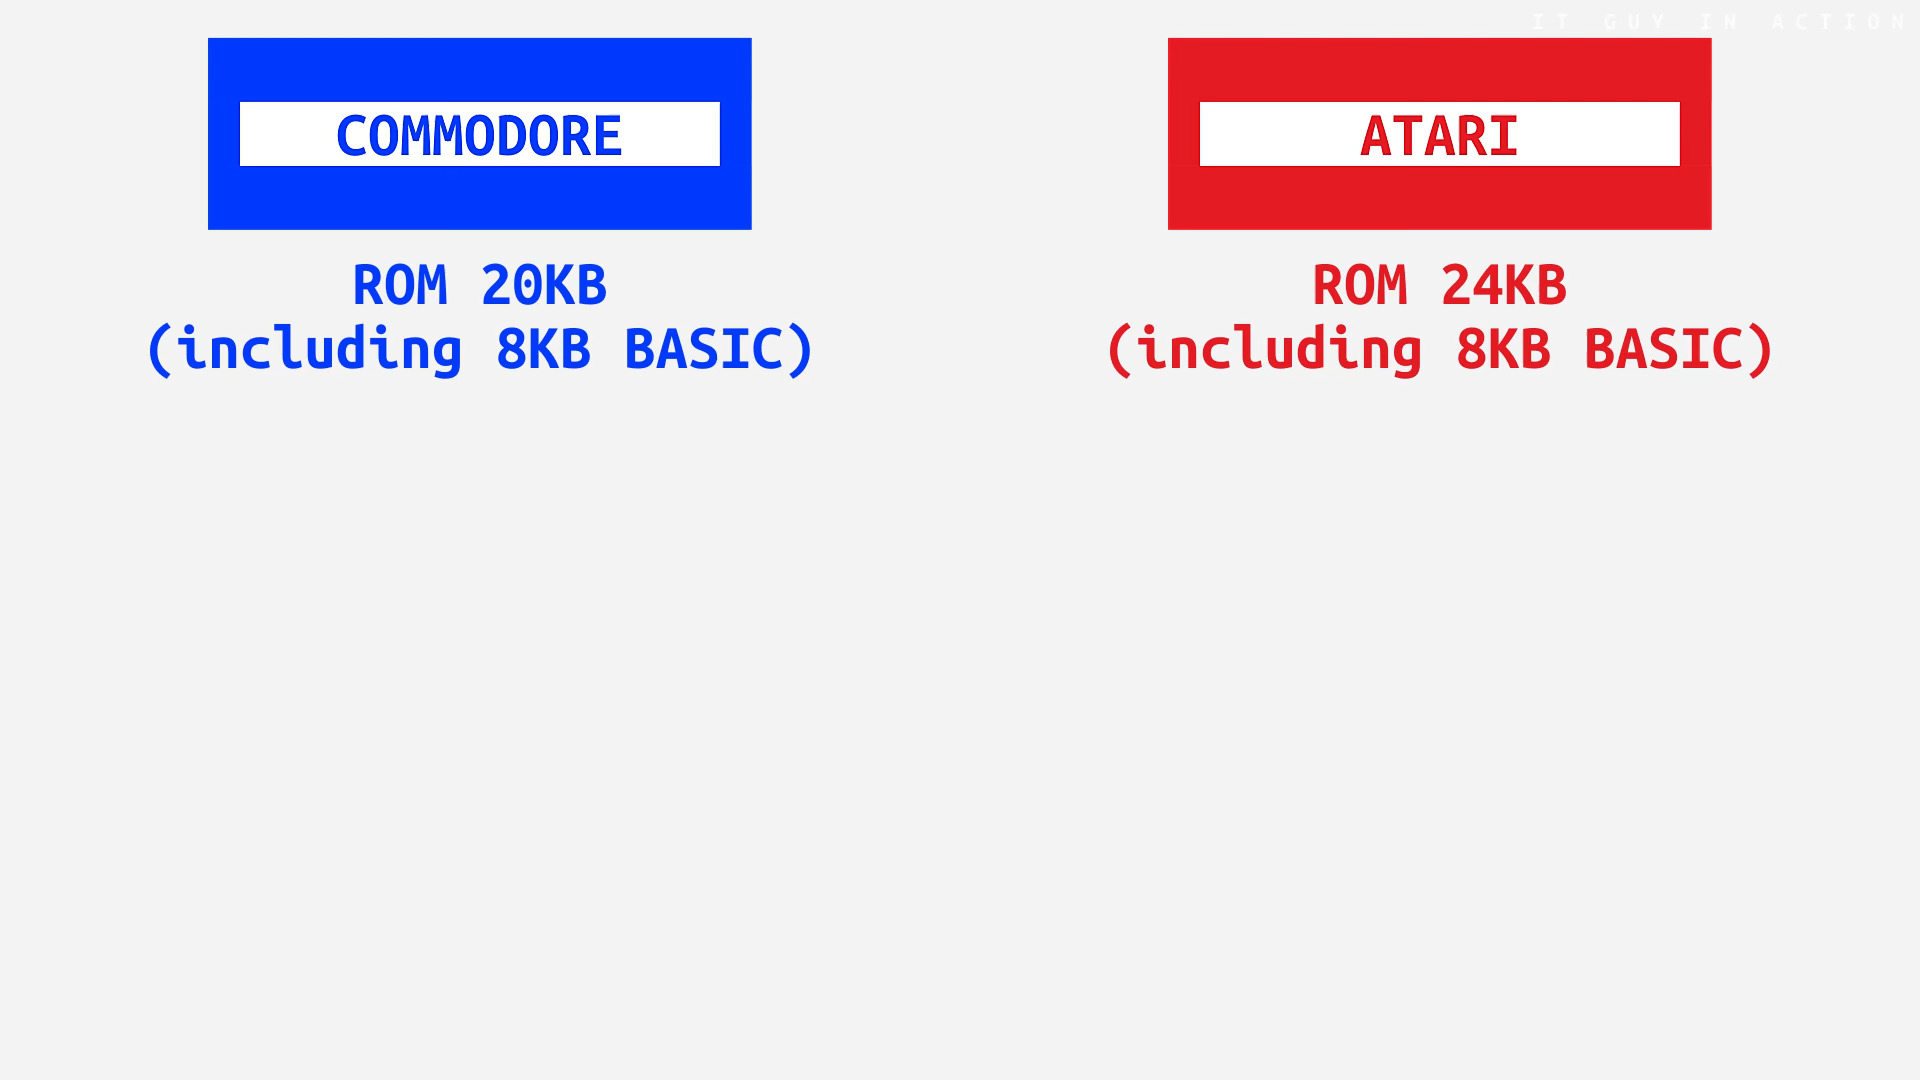 IT GUY IN ACTION
COMMODORE
ROM 20KB
(including 8KB BASIC)
ATARI
ROM 24KB
(including 8KB BASIC)